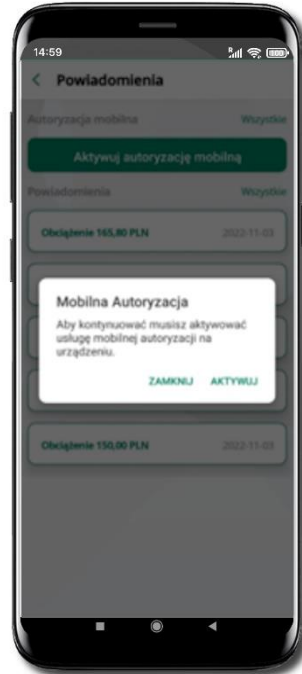 14:59
Powiadomienia
Autoryzacja mobilna Wszystkie
Aktywuj autoryzację mobilną
Powiadomienia Wszystkie
Obciążenie 165,80 PLN 2022-11-03
Mobilna Autoryzacja
Aby kontynuować musisz aktywować
usługę mobilnej autoryzacji na
urządzeniu.
ZAMKNIJ AKTYWUJ
Obciążenie 150,00 PLN 2022-11-03